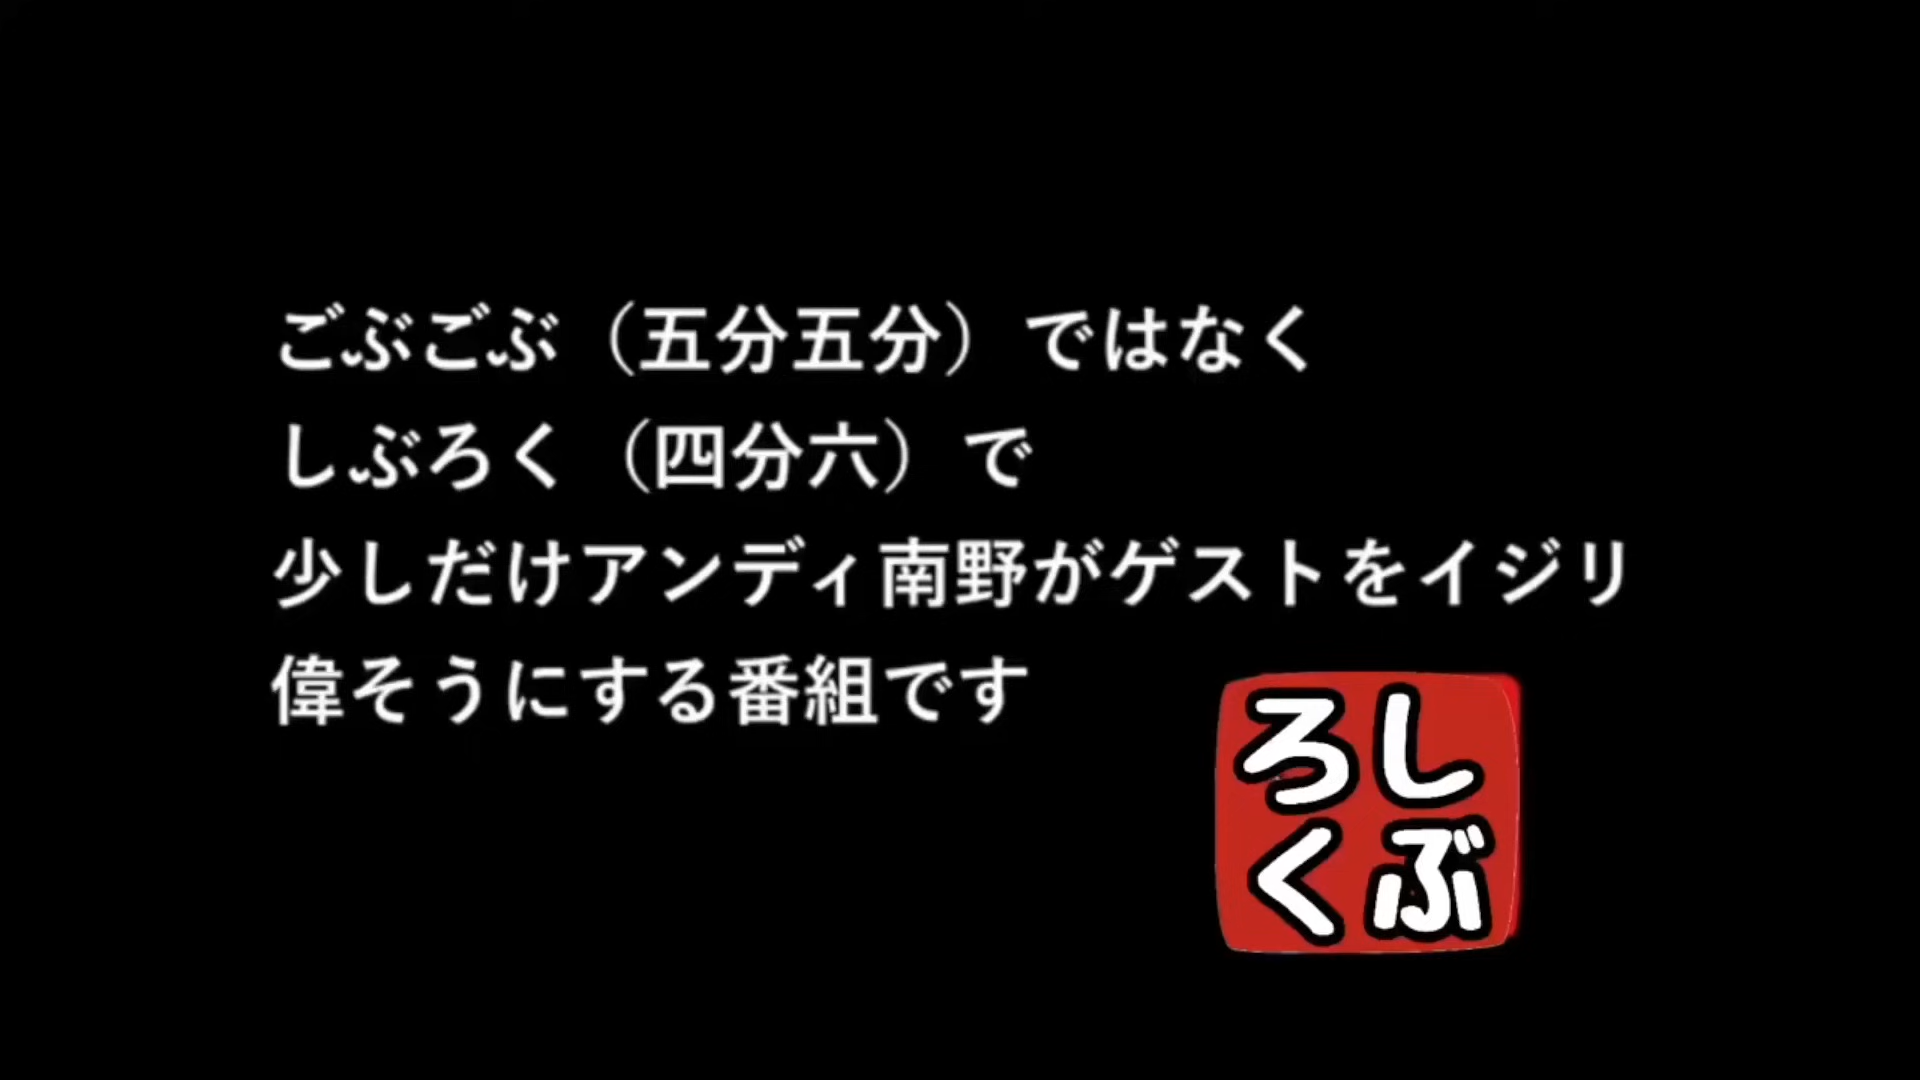 ごぶごぶ（五分五分）ではなく
しぶろく（四分六）で
少しだけアンディ南野がゲストをイジリ
偉そうにする番組です
しぶ
ろく